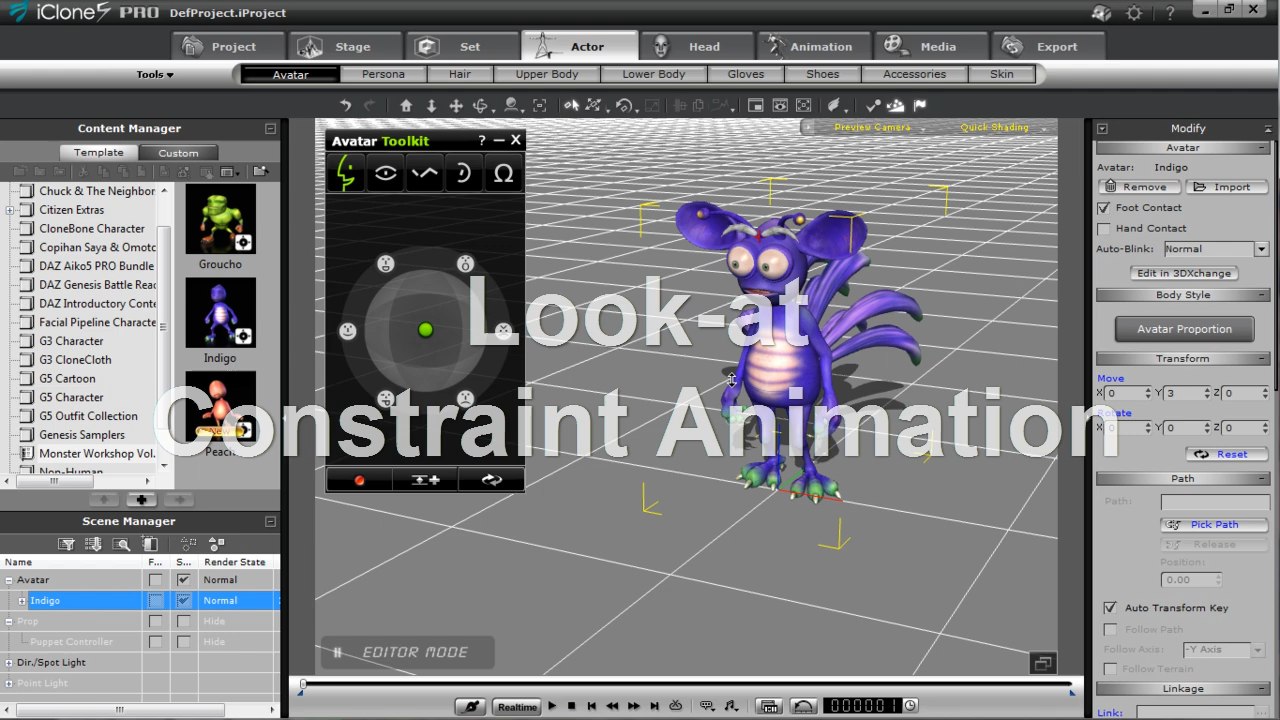 iClone5 PRO DefProject.iProject
Project Stage Set Actor Head Animation Media Export
Tools Avatar Persona Hair Upper Body Lower Body Gloves Shoes Accessories Skin
Content Manager
Template Custom
Chuck & The Neighbor
Citizen Extras
CloneBone Character
Copihan Saya & Omoto
DAZ Aiko5 PRO Bundle
DAZ Genesis Battle Read
DAZ Introductory Conte
Facial Pipeline Characte
G3 Character
G3 CloneCloth
G5 Cartoon
G5 Character
G5 Outfit Collection
Genesis Samplers
Monster Workshop Vol.
Non-Human
Groucho
Indigo
New
Peach
Scene Manager
Name F... S... Render State
Avatar Normal
Indigo Normal
Prop Hide
Puppet Controller Hide
Dir./Spot Light
Point Light
Avatar Toolkit ? X
Preview Camera Quick Shading
Look-at
Constraint Animation
EDITOR MODE
Realtime 0000001
Modify
Avatar
Avatar: Indigo
Remove Import
Foot Contact
Hand Contact
Auto-Blink: Normal
Edit in 3DXchange
Body Style
Avatar Proportion
Transform
Move
X 0 Y 3 Z 0
Rotate
X 0 Y 0 Z 0
Reset
Path
Path:
Pick Path
Release
Position:
0.00
Auto Transform Key
Follow Path
Follow Axis: -Y Axis
Follow Terrain
Linkage
Link: